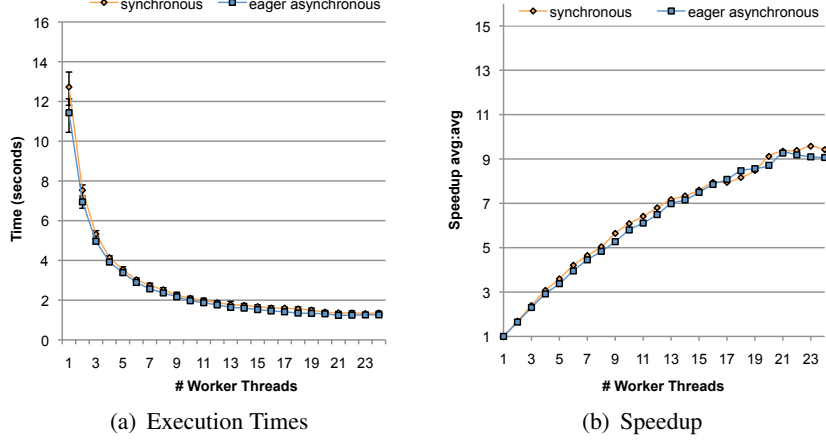 synchronous eager asynchronous
16
14
12
10
8
6
4
2
0
Time (seconds)
1 3 5 7 9 11 13 15 17 19 21 23
# Worker Threads
(a) Execution Times
synchronous eager asynchronous
15
13
11
9
7
5
3
1
Speedup avg:avg
1 3 5 7 9 11 13 15 17 19 21 23
# Worker Threads
(b) Speedup